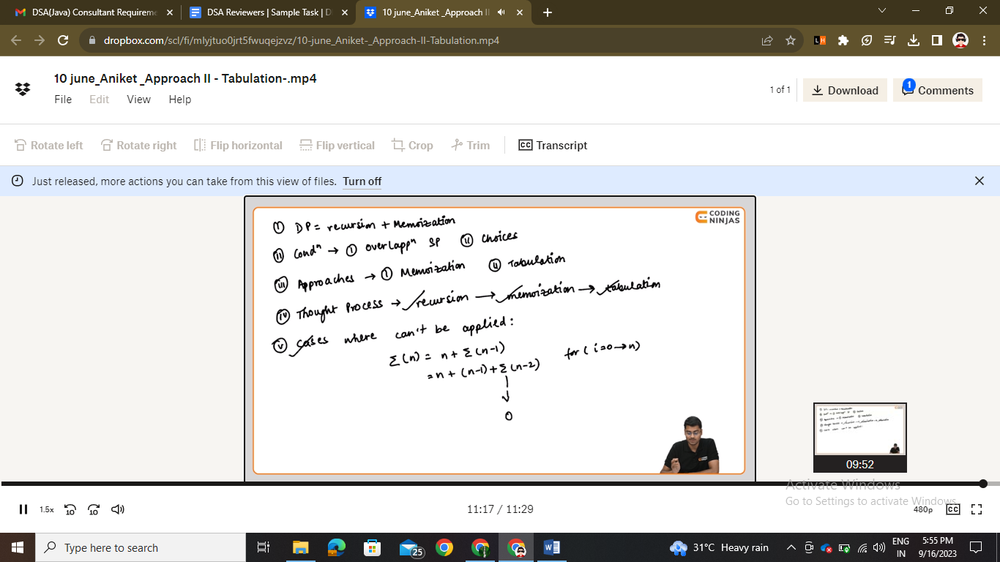 DSA(Java) Consultant Requireme
DSA Reviewers | Sample Task | D
10 june_Aniket _Approach II
dropbox.com/scl/fi/mlyjtuo0jrt5fwuqejzvz/10-june_Aniket-_Approach-II-Tabulation.mp4
10 june_Aniket _Approach II - Tabulation-.mp4
File Edit View Help
1 of 1
Download
1
Comments
Rotate left Rotate right Flip horizontal Flip vertical Crop Trim CC Transcript
Just released, more actions you can take from this view of files. Turn off
CODING
NINJAS
(i) DP = recursion + Memoization
(ii) Condⁿ → (i) overlappⁿ SP (ii) Choices
(iii) Approaches → (i) Memoization (ii) Tabulation
(iv) Thought Process → recursion → memoization → tabulation
(v) Cases where can't be applied:
Σ(n) = n + Σ(n-1) for (i=0→n)
= n + (n-1) + Σ(n-2)
↓
0
09:52
Activate Windows
Go to Settings to activate Windows.
1.5x 10 10 11:17 / 11:29 480p CC
Type here to search
25
31°C Heavy rain
ENG
IN
5:55 PM
9/16/2023